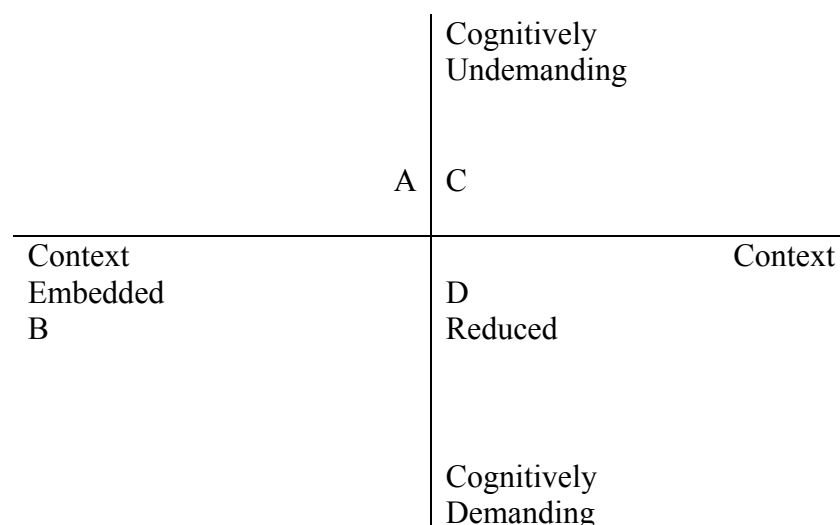 Cognitively
Undemanding
A C
Context Context
Embedded D
B Reduced
Cognitively
Demanding